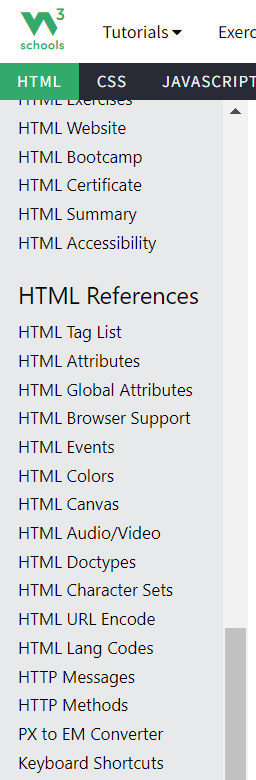 W3
schools
Tutorials
HTML
CSS
JAVASCRIPT
HTML Exercises
HTML Website
HTML Bootcamp
HTML Certificate
HTML Summary
HTML Accessibility
HTML References
HTML Tag List
HTML Attributes
HTML Global Attributes
HTML Browser Support
HTML Events
HTML Colors
HTML Canvas
HTML Audio/Video
HTML Doctypes
HTML Character Sets
HTML URL Encode
HTML Lang Codes
HTTP Messages
HTTP Methods
PX to EM Converter
Keyboard Shortcuts